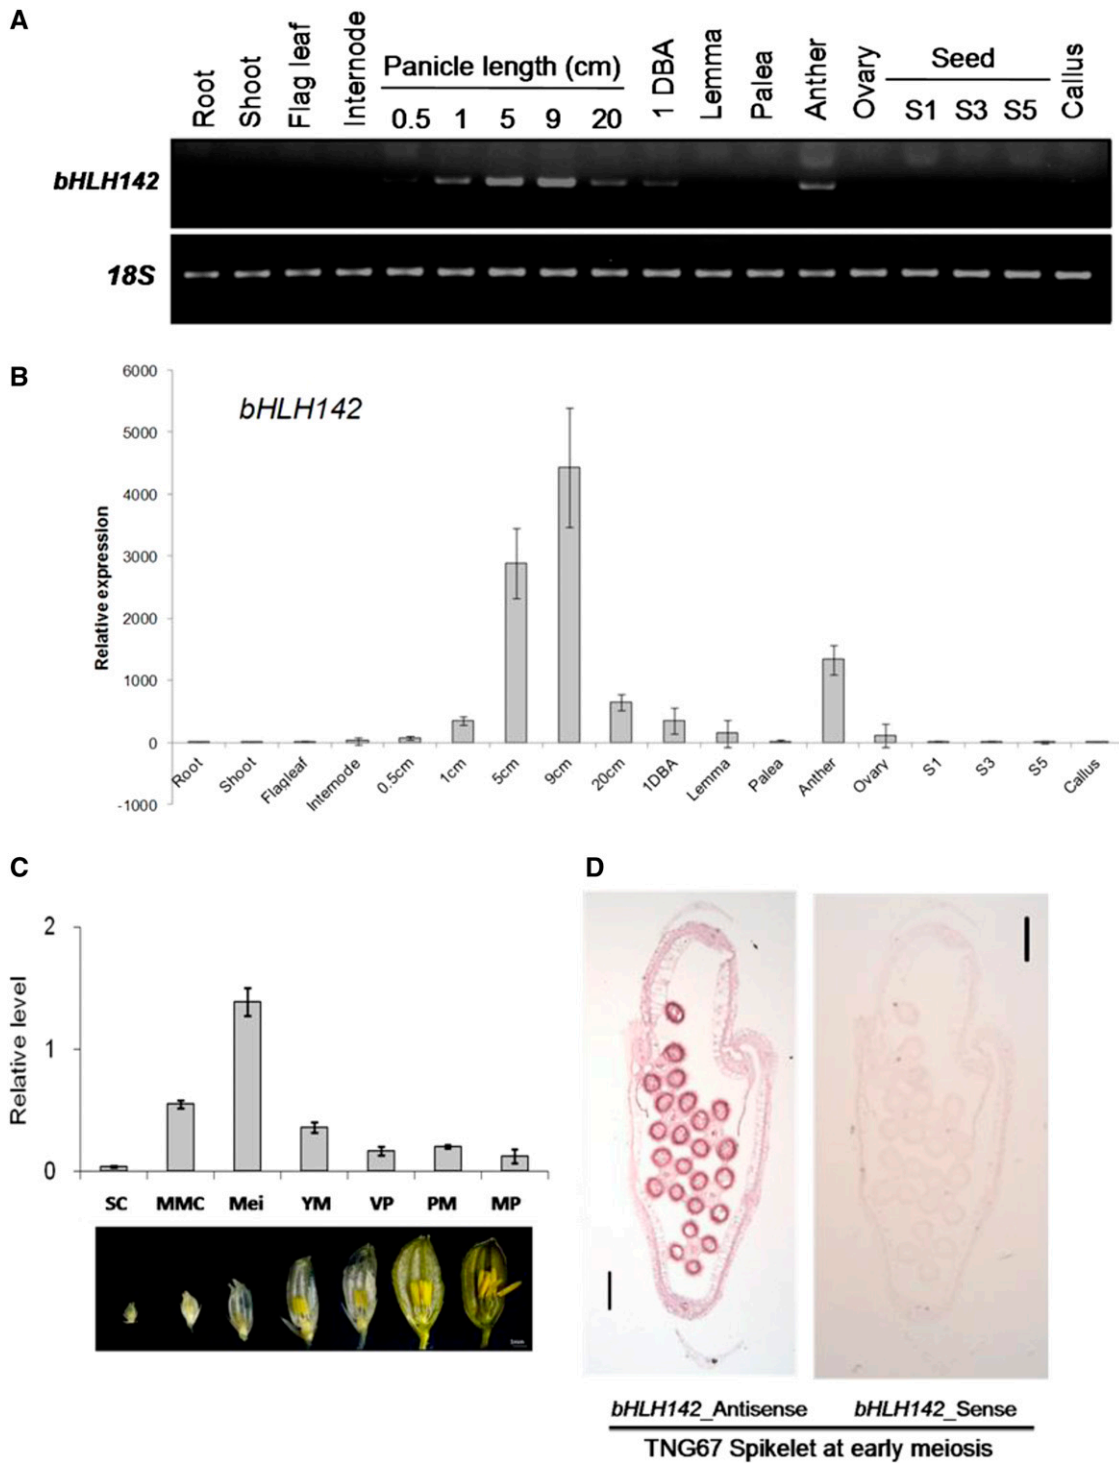 A
Root
Shoot
Flag leaf
Internode
Panicle length (cm)
0.5 1 5 9 20
1 DBA
Lemma
Palea
Anther
Ovary
Seed
S1 S3 S5
Callus
bHLH142
18S
B
bHLH142
Relative expression
6000
5000
4000
3000
2000
1000
0
-1000
Root Shoot Flagleaf Internode 0.5cm 1cm 5cm 9cm 20cm 1DBA Lemma Palea Anther Ovary S1 S3 S5 Callus
C
Relative level
2
1
0
SC MMC Mei YM VP PM MP
5mm
D
bHLH142_Antisense bHLH142_Sense
TNG67 Spikelet at early meiosis